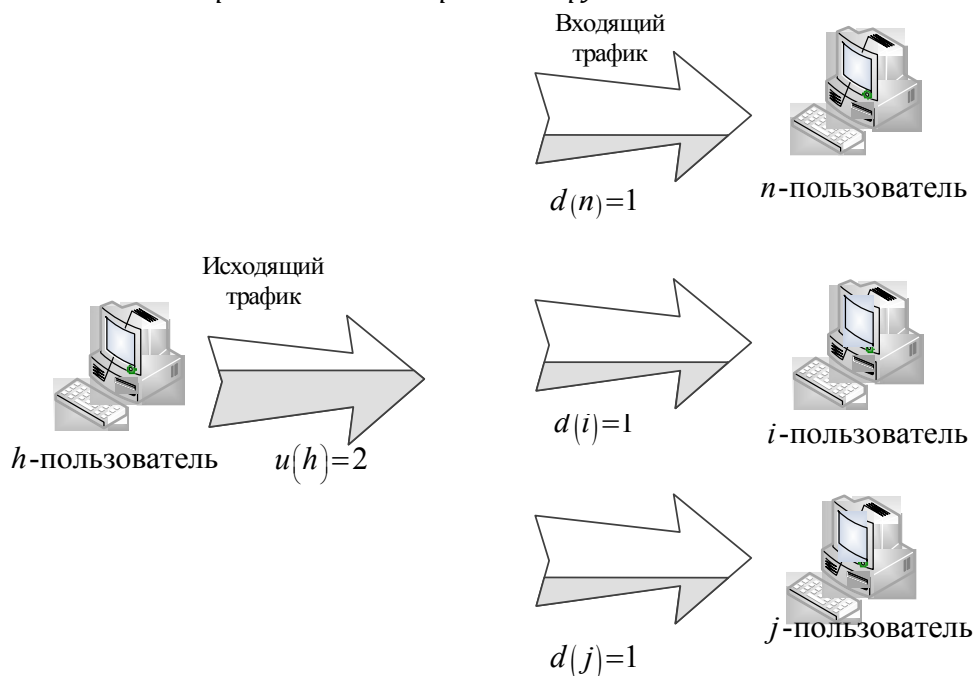 Входящий
трафик
d(n)=1
n-пользователь
Исходящий
трафик
h-пользователь
u(h)=2
d(i)=1
i-пользователь
d(j)=1
j-пользователь